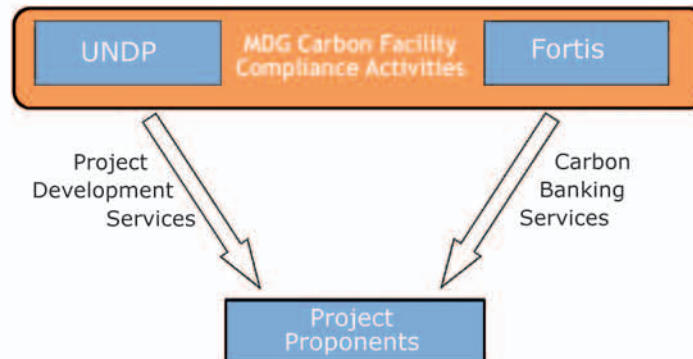 UNDP
MDG Carbon Facility
Compliance Activities
Fortis
Project
Development
Services
Carbon
Banking
Services
Project
Proponents